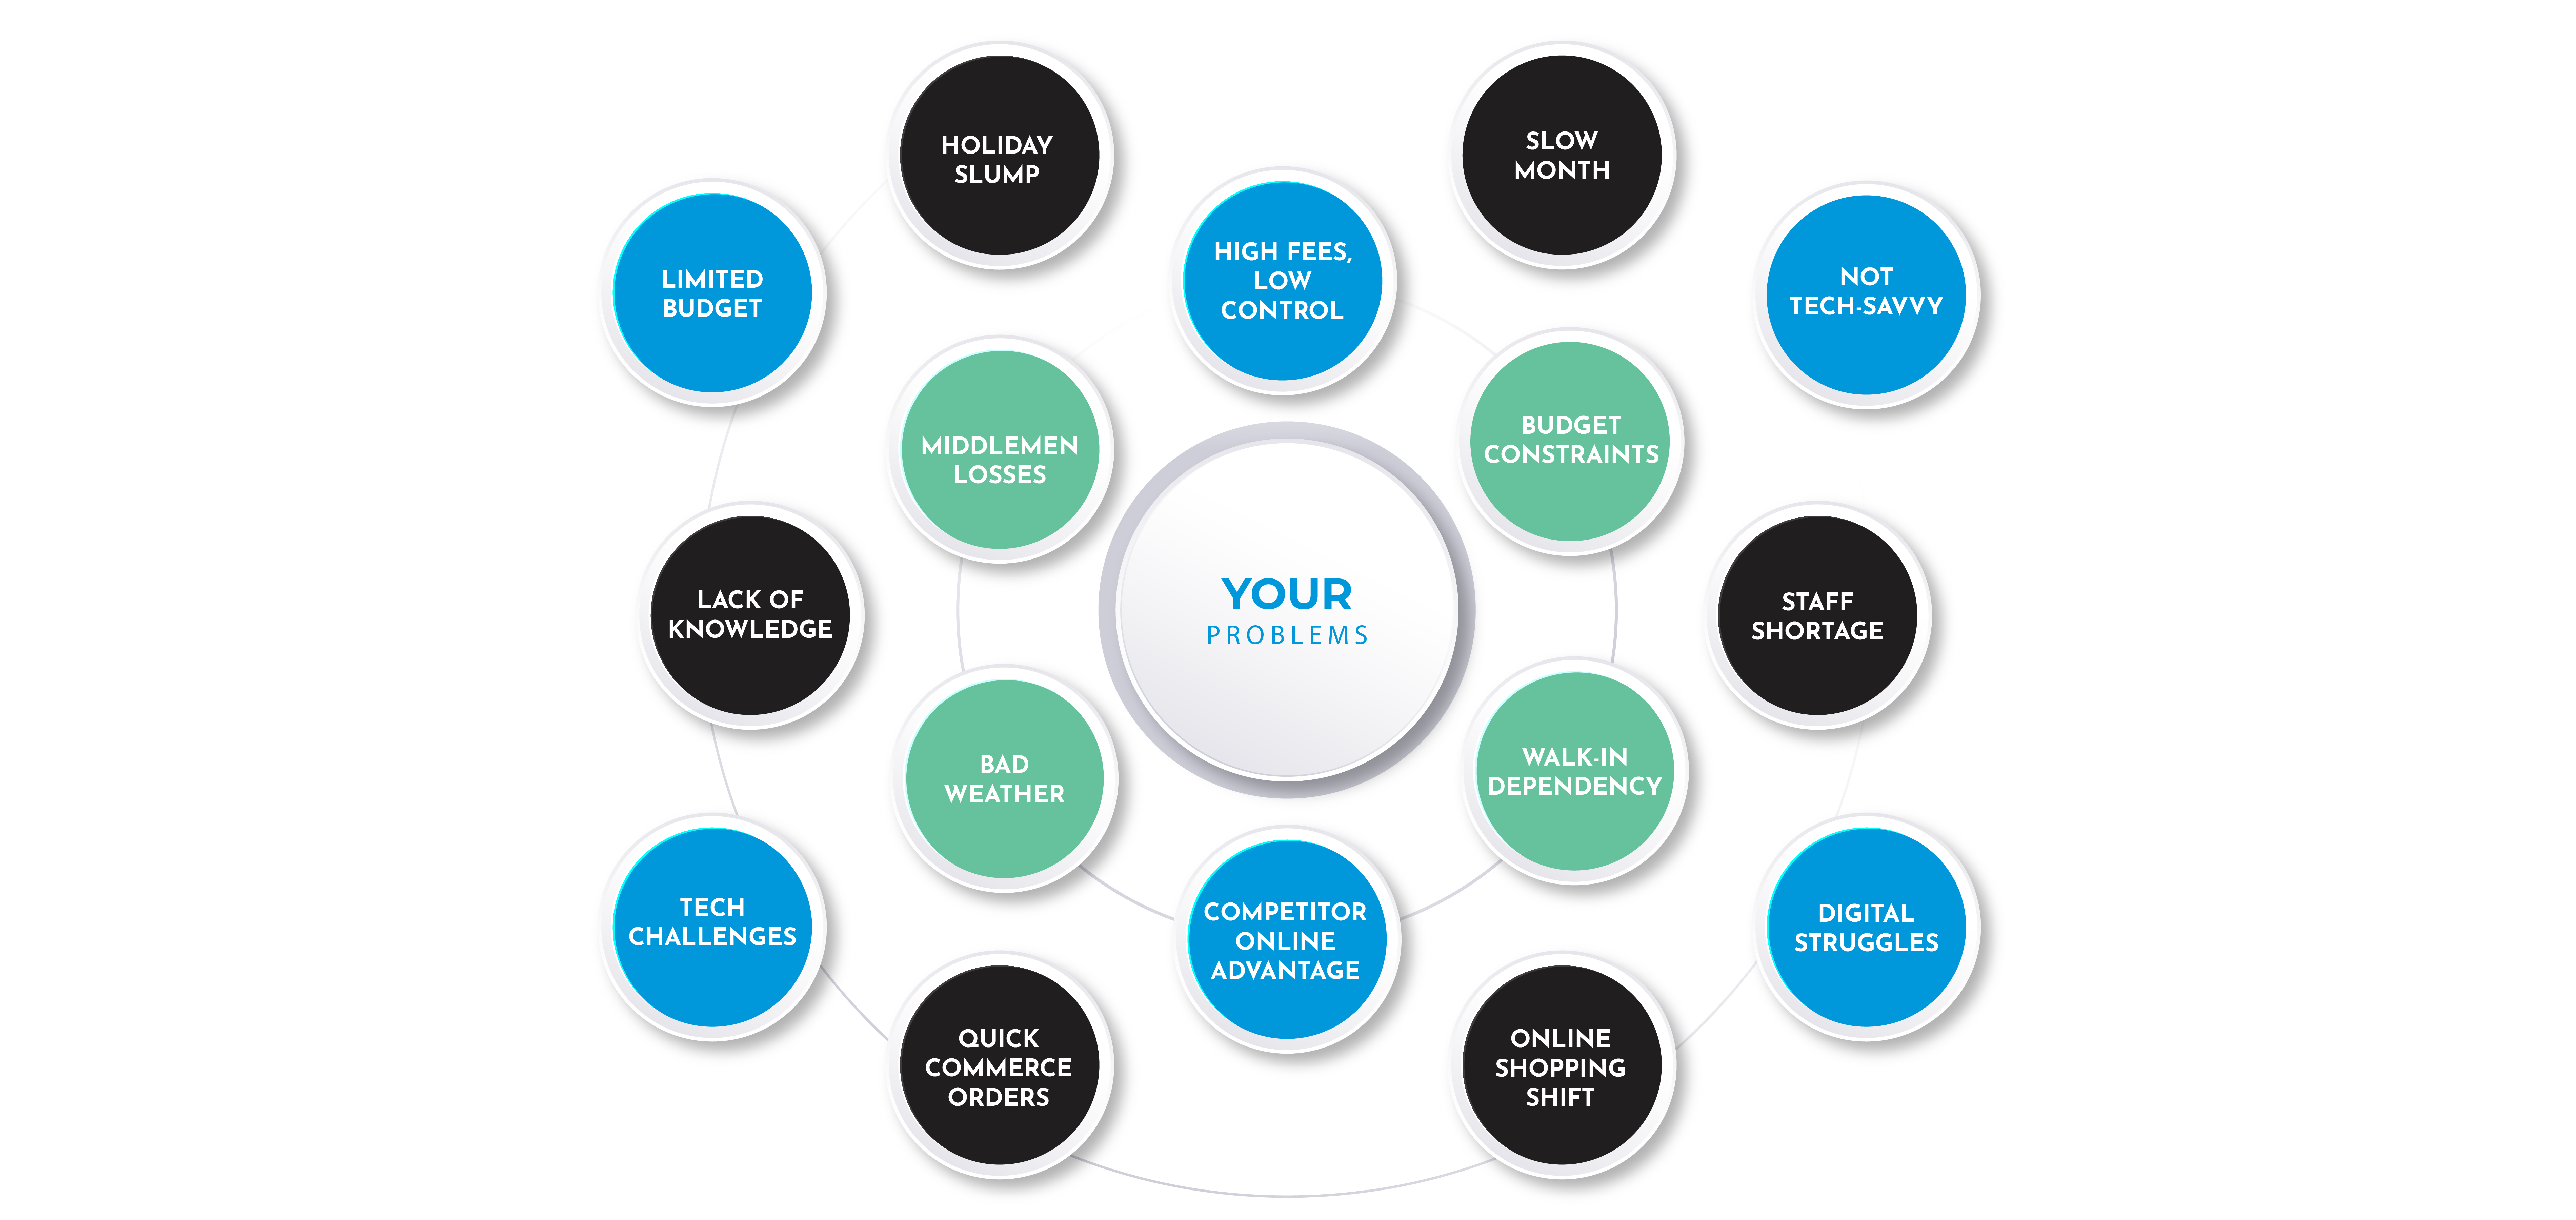 HOLIDAY
SLUMP
SLOW
MONTH
LIMITED
BUDGET
HIGH FEES,
LOW
CONTROL
NOT
TECH-SAVVY
MIDDLEMEN
LOSSES
BUDGET
CONSTRAINTS
LACK OF
KNOWLEDGE
YOUR
PROBLEMS
STAFF
SHORTAGE
BAD
WEATHER
WALK-IN
DEPENDENCY
TECH
CHALLENGES
COMPETITOR
ONLINE
ADVANTAGE
DIGITAL
STRUGGLES
QUICK
COMMERCE
ORDERS
ONLINE
SHOPPING
SHIFT